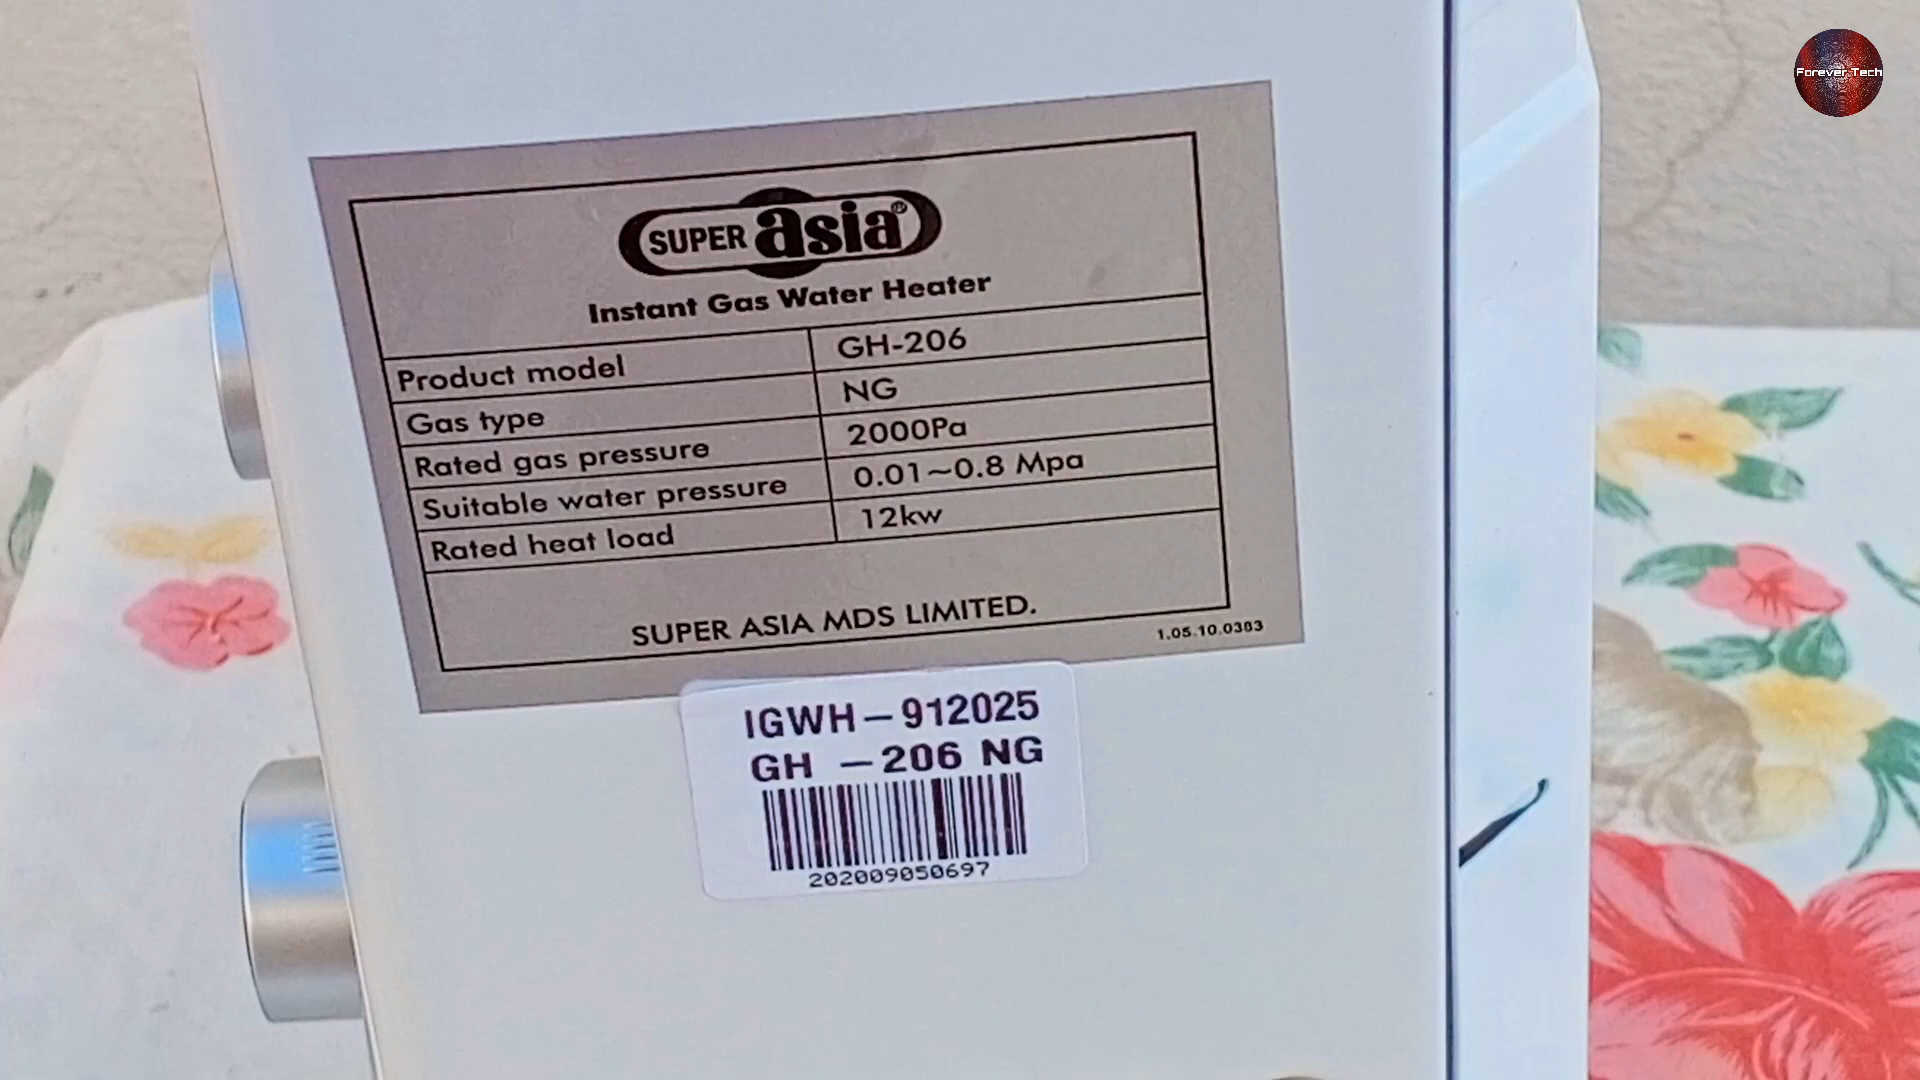 Forever Tech
SUPER asia®
Instant Gas Water Heater
Product model GH-206
Gas type NG
Rated gas pressure 2000Pa
Suitable water pressure 0.01~0.8 Mpa
Rated heat load 12kw
SUPER ASIA MDS LIMITED.
1.05.10.0383
IGWH-912025
GH -206 NG
202009050697